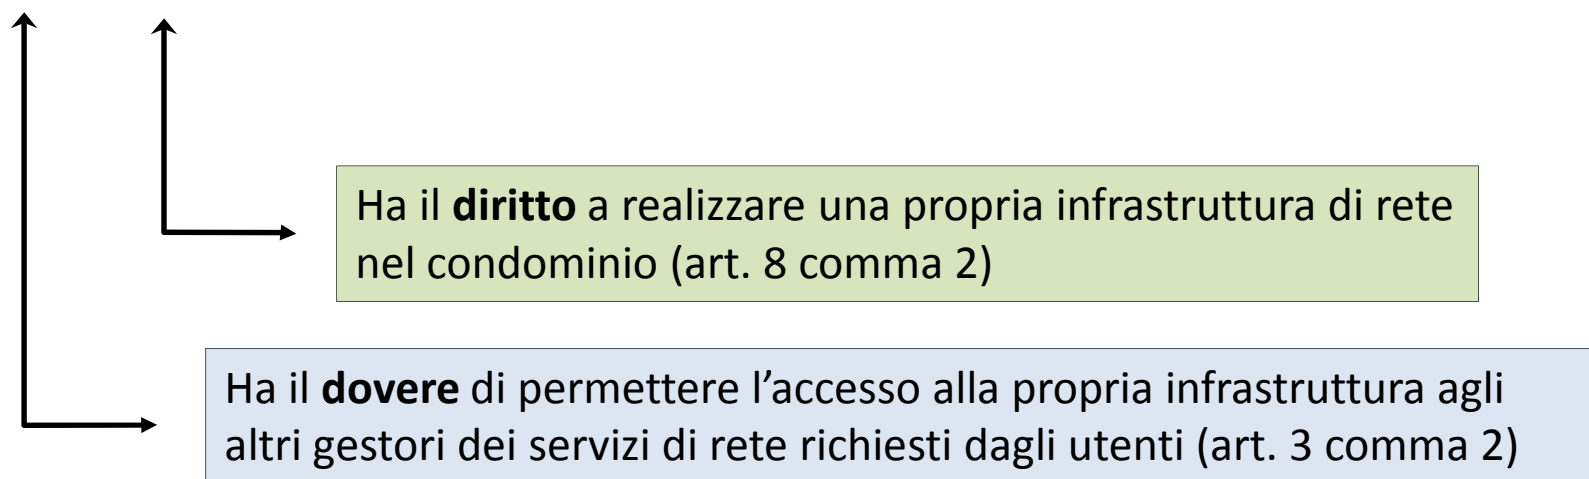 Ha il diritto a realizzare una propria infrastruttura di rete
nel condominio (art. 8 comma 2)
Ha il dovere di permettere l’accesso alla propria infrastruttura agli
altri gestori dei servizi di rete richiesti dagli utenti (art. 3 comma 2)